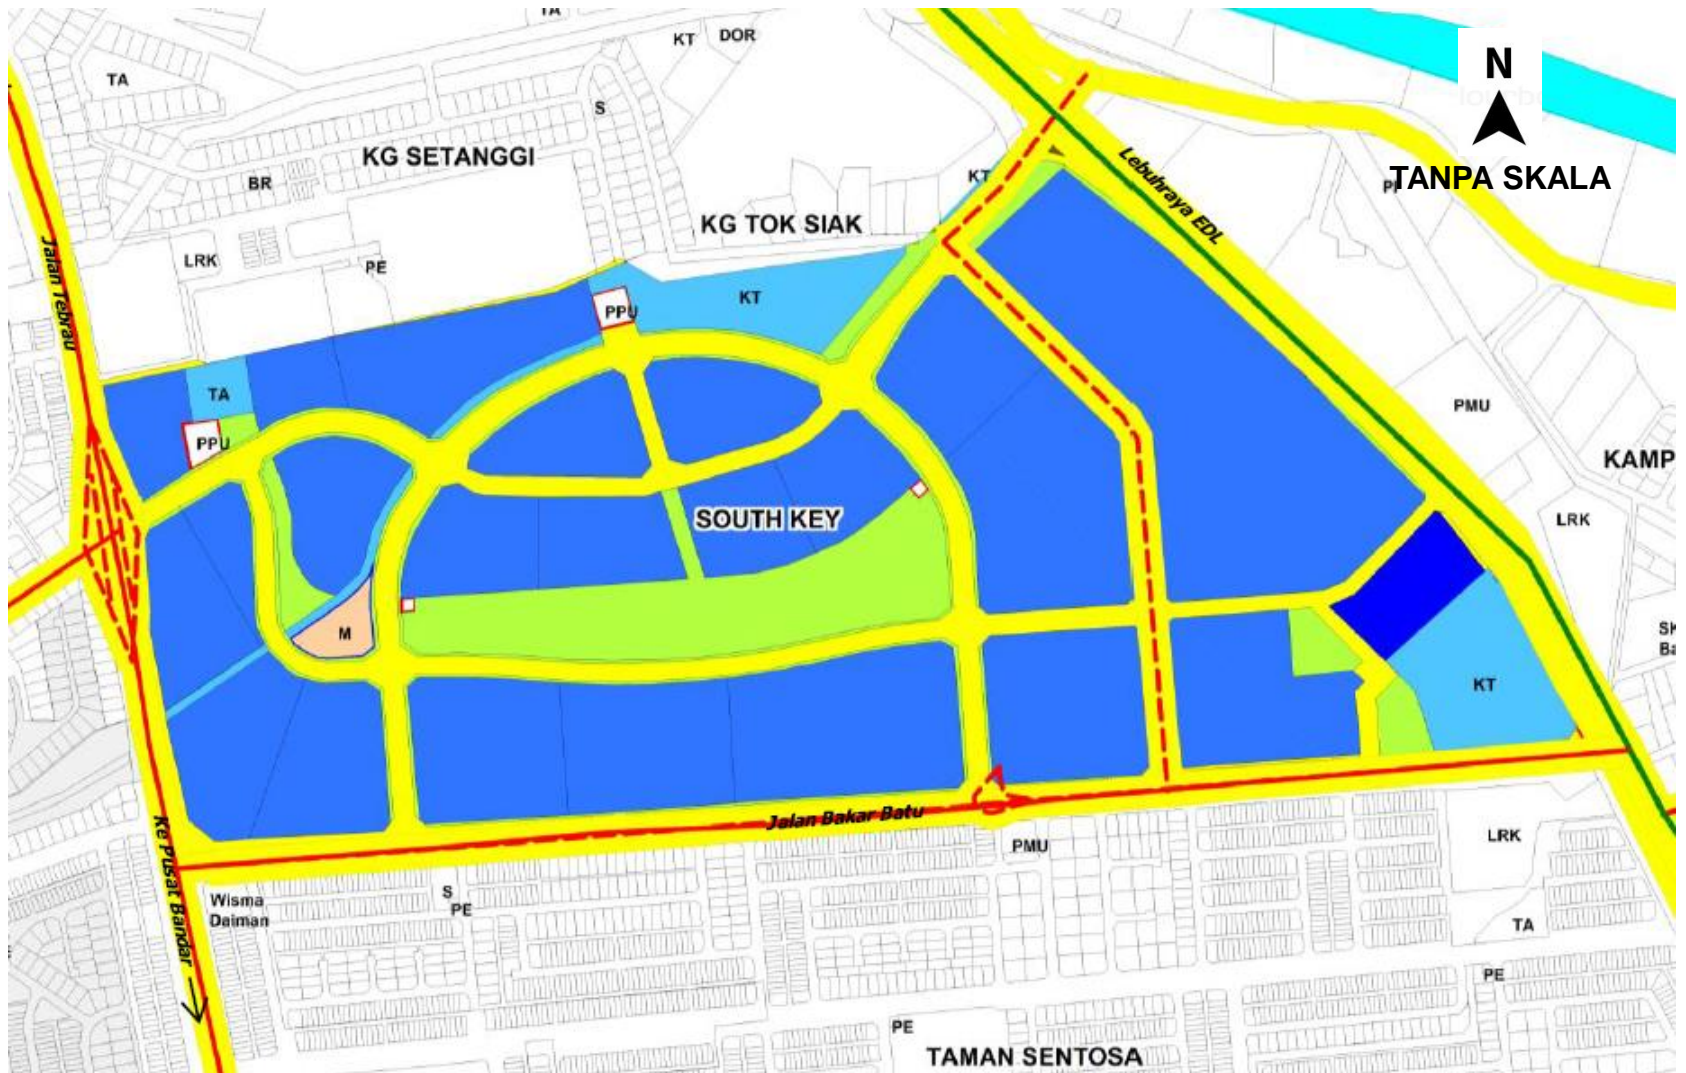 TA
KT
DOR
N
TA
S
TANPA SKALA
KG SETANGGI
BR
KT
Lebuhraya EDL
KG TOK SIAK
Jalan Tebrau
LRK
PE
KT
PPU
TA
PMU
PPU
KAMP
SOUTH KEY
LRK
M
SK
Ba
KT
Jalan Bakar Batu
Ke Pusat Bandar
PMU
LRK
Wisma
Daiman
S
PE
TA
PE
PE
TAMAN SENTOSA